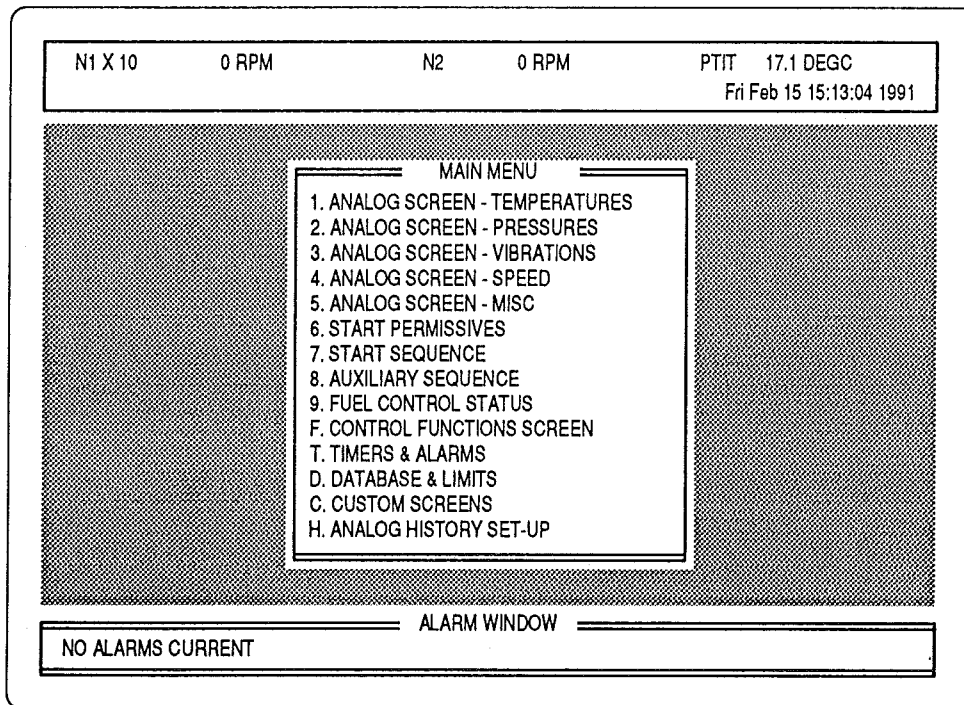 N1 X 10 0 RPM N2 0 RPM PTIT 17.1 DEGC
Fri Feb 15 15:13:04 1991
MAIN MENU
1. ANALOG SCREEN - TEMPERATURES
2. ANALOG SCREEN - PRESSURES
3. ANALOG SCREEN - VIBRATIONS
4. ANALOG SCREEN - SPEED
5. ANALOG SCREEN - MISC
6. START PERMISSIVES
7. START SEQUENCE
8. AUXILIARY SEQUENCE
9. FUEL CONTROL STATUS
F. CONTROL FUNCTIONS SCREEN
T. TIMERS & ALARMS
D. DATABASE & LIMITS
C. CUSTOM SCREENS
H. ANALOG HISTORY SET-UP
ALARM WINDOW
NO ALARMS CURRENT